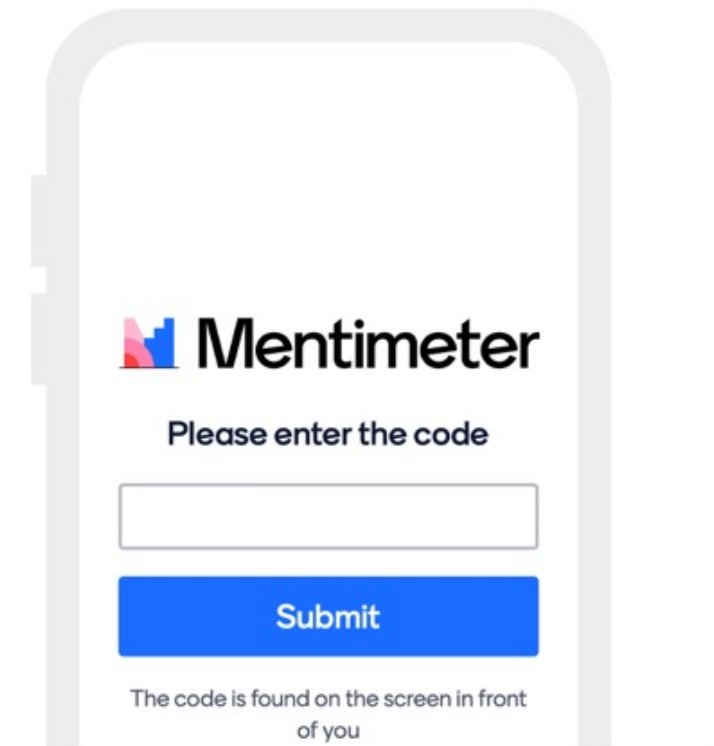 Mentimeter
Please enter the code
Submit
The code is found on the screen in front
of you